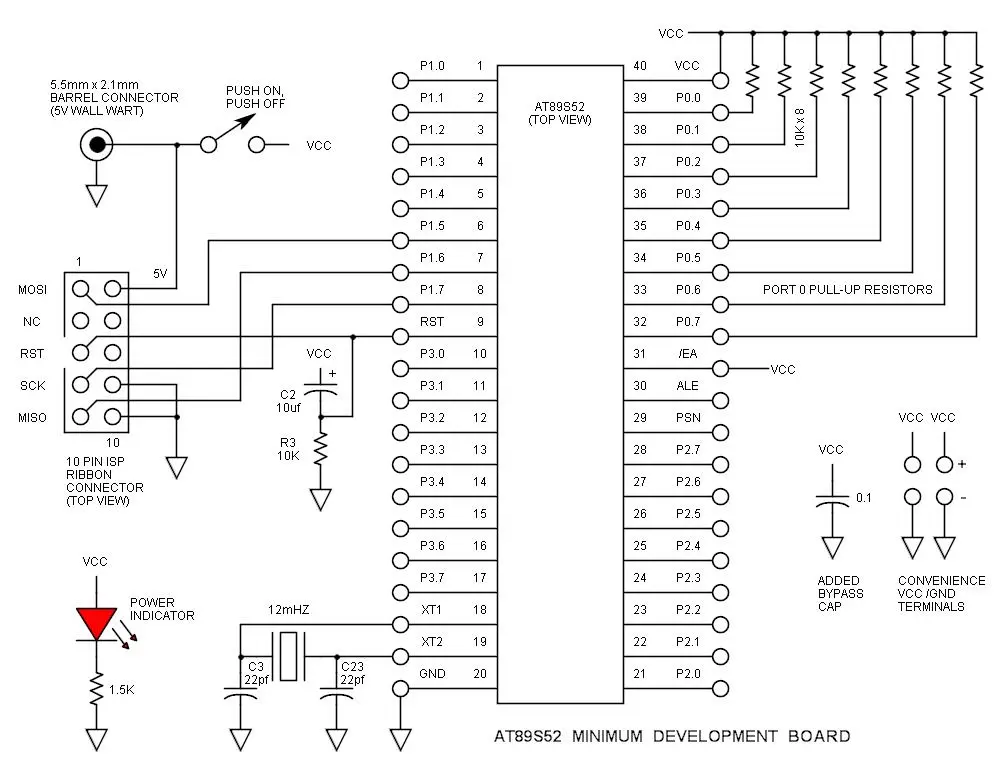 5.5mm x 2.1mm
BARREL CONNECTOR
(5V WALL WART)
PUSH ON,
PUSH OFF
VCC
1
5V
MOSI
NC
RST
SCK
MISO
10
10 PIN ISP
RIBBON
CONNECTOR
(TOP VIEW)
VCC
+
C2
10uf
R3
10K
VCC
POWER
INDICATOR
1.5K
12mHZ
C3
22pf
C23
22pf
AT89S52
(TOP VIEW)
P1.0 1
P1.1 2
P1.2 3
P1.3 4
P1.4 5
P1.5 6
P1.6 7
P1.7 8
RST 9
P3.0 10
P3.1 11
P3.2 12
P3.3 13
P3.4 14
P3.5 15
P3.6 16
P3.7 17
XT1 18
XT2 19
GND 20
40 VCC
39 P0.0
38 P0.1
37 P0.2
36 P0.3
35 P0.4
34 P0.5
33 P0.6
32 P0.7
31 /EA
30 ALE
29 PSN
28 P2.7
27 P2.6
26 P2.5
25 P2.4
24 P2.3
23 P2.2
22 P2.1
21 P2.0
VCC
10K x 8
PORT 0 PULL-UP RESISTORS
VCC
VCC
0.1
ADDED
BYPASS
CAP
VCC VCC
+
-
CONVENIENCE
VCC /GND
TERMINALS
AT89S52 MINIMUM DEVELOPMENT BOARD